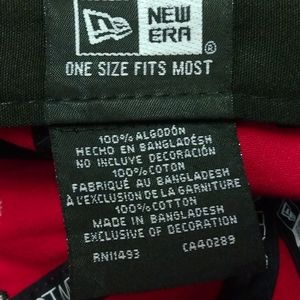 NEW
ERA
®
ONE SIZE FITS MOST
100% ALGODÓN
HECHO EN BANGLADÉSH
NO INCLUYE DECORACIÓN
100% COTON
FABRIQUÉ AU BANGLADESH
À L'EXCLUSION DE LA GARNITURE
100% COTTON
MADE IN BANGLADESH
EXCLUSIVE OF DECORATION
RN11493 CA40289